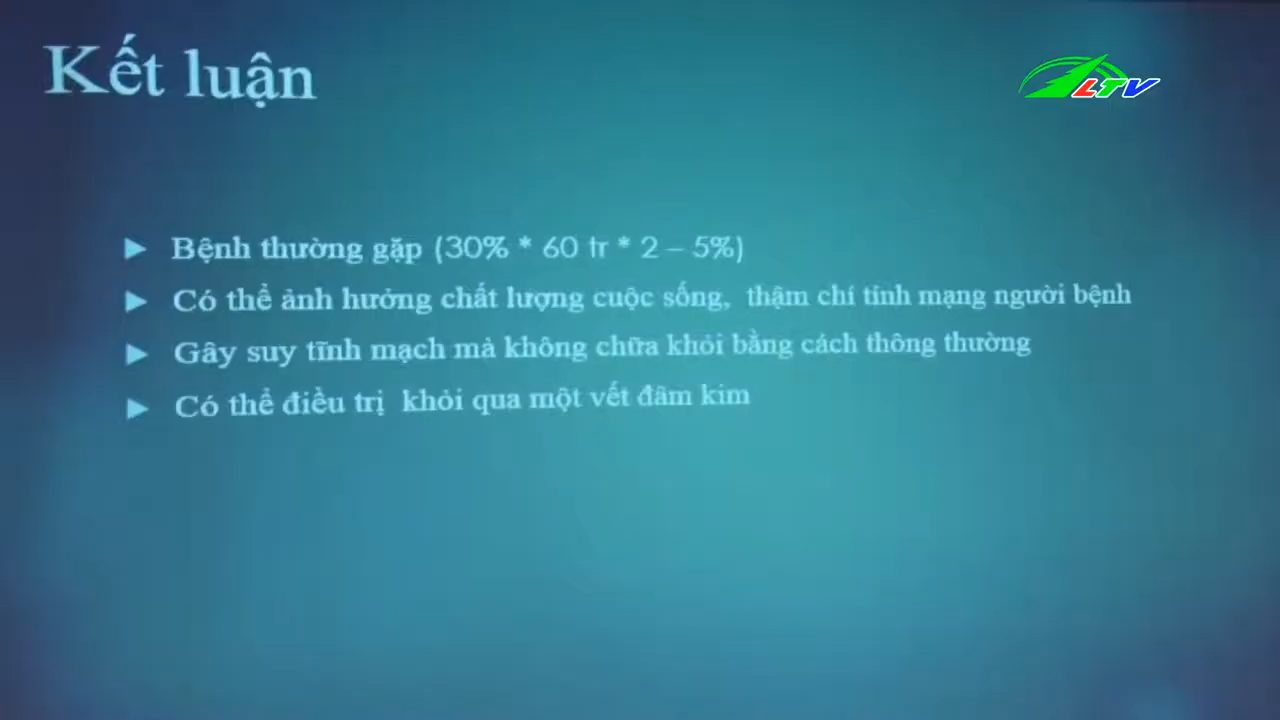 Kết luận
LTV
Bệnh thường gặp (30% * 60 tr * 2 – 5%)
Có thể ảnh hưởng chất lượng cuộc sống, thậm chí tính mạng người bệnh
Gây suy tĩnh mạch mà không chữa khỏi bằng cách thông thường
Có thể điều trị khỏi qua một vết đâm kim